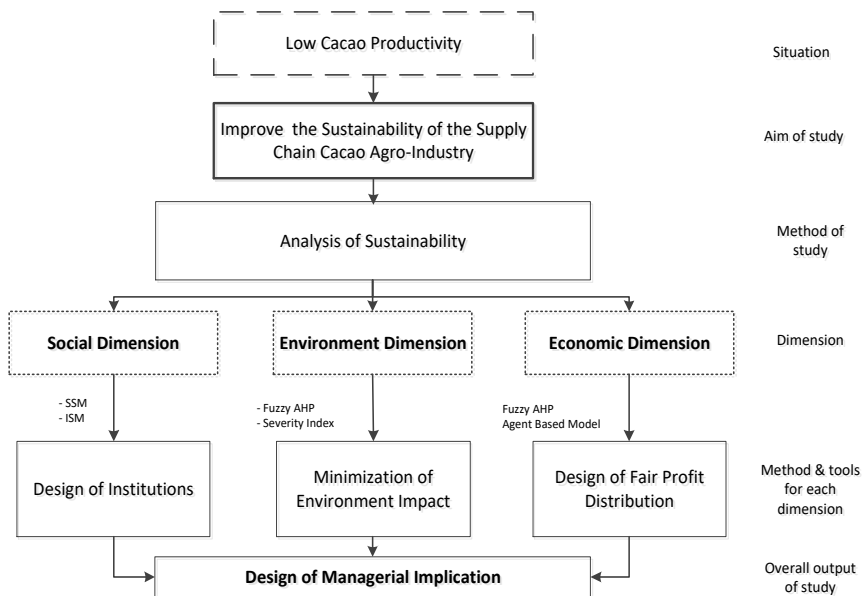 Low Cacao Productivity
Situation
Improve the Sustainability of the Supply
Chain Cacao Agro-Industry
Aim of study
Analysis of Sustainability
Method of
study
Social Dimension
Environment Dimension
Economic Dimension
Dimension
- SSM
- ISM
- Fuzzy AHP
- Severity Index
Fuzzy AHP
Agent Based Model
Design of Institutions
Minimization of
Environment Impact
Design of Fair Profit
Distribution
Method & tools
for each
dimension
Design of Managerial Implication
Overall output
of study